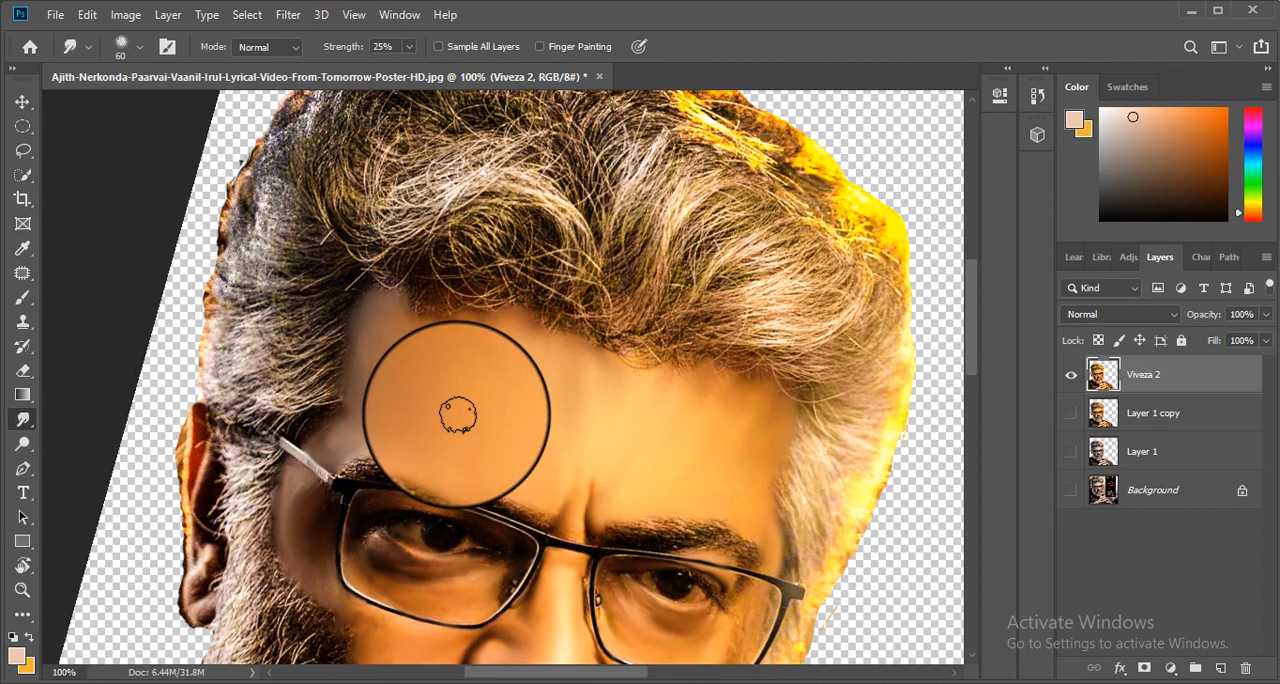 Ps File Edit Image Layer Type Select Filter 3D View Window Help
60 Mode: Normal Strength: 25% Sample All Layers Finger Painting
Ajith-Nerkonda-Paarvai-Vaanil-Irul-Lyrical-Video-From-Tomorrow-Poster-HD.jpg @ 100% (Viveza 2, RGB/8#) * ×
Color Swatches
Lear Libra Adju Layers Char Path
Kind
Normal Opacity: 100%
Lock: Fill: 100%
Viveza 2
Layer 1 copy
Layer 1
Background
Activate Windows
Go to Settings to activate Windows.
100% Doc: 6.44M/31.8M